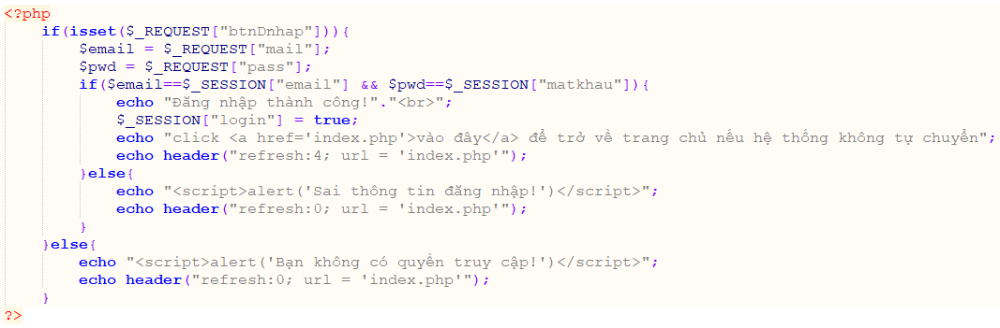 <?php
    if(isset($_REQUEST["btnDnhap"])){
        $email = $_REQUEST["mail"];
        $pwd = $_REQUEST["pass"];
        if($email==$_SESSION["email"] && $pwd==$_SESSION["matkhau"]){
            echo "Đăng nhập thành công!"."<br>";
            $_SESSION["login"] = true;
            echo "click <a href='index.php'>vào đây</a> để trở về trang chủ nếu hệ thống không tự chuyển";
            echo header("refresh:4; url = 'index.php'");
        }else{
            echo "<script>alert('Sai thông tin đăng nhập!')</script>";
            echo header("refresh:0; url = 'index.php'");
        }
    }else{
        echo "<script>alert('Bạn không có quyền truy cập!')</script>";
        echo header("refresh:0; url = 'index.php'");
    }
?>